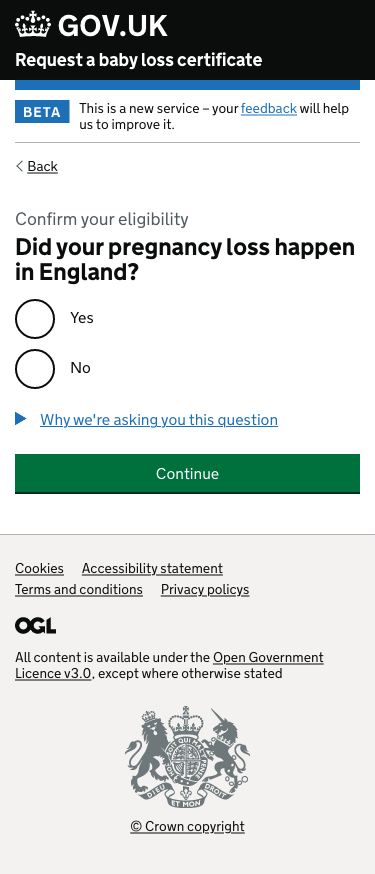 GOV.UK
Request a baby loss certificate
BETA
This is a new service – your feedback will help
us to improve it.
Back
Confirm your eligibility
Did your pregnancy loss happen
in England?
Yes
No
Why we're asking you this question
Continue
Cookies Accessibility statement
Terms and conditions Privacy policys
OGL
All content is available under the Open Government
Licence v3.0, except where otherwise stated
DIEU ET MON
© Crown copyright